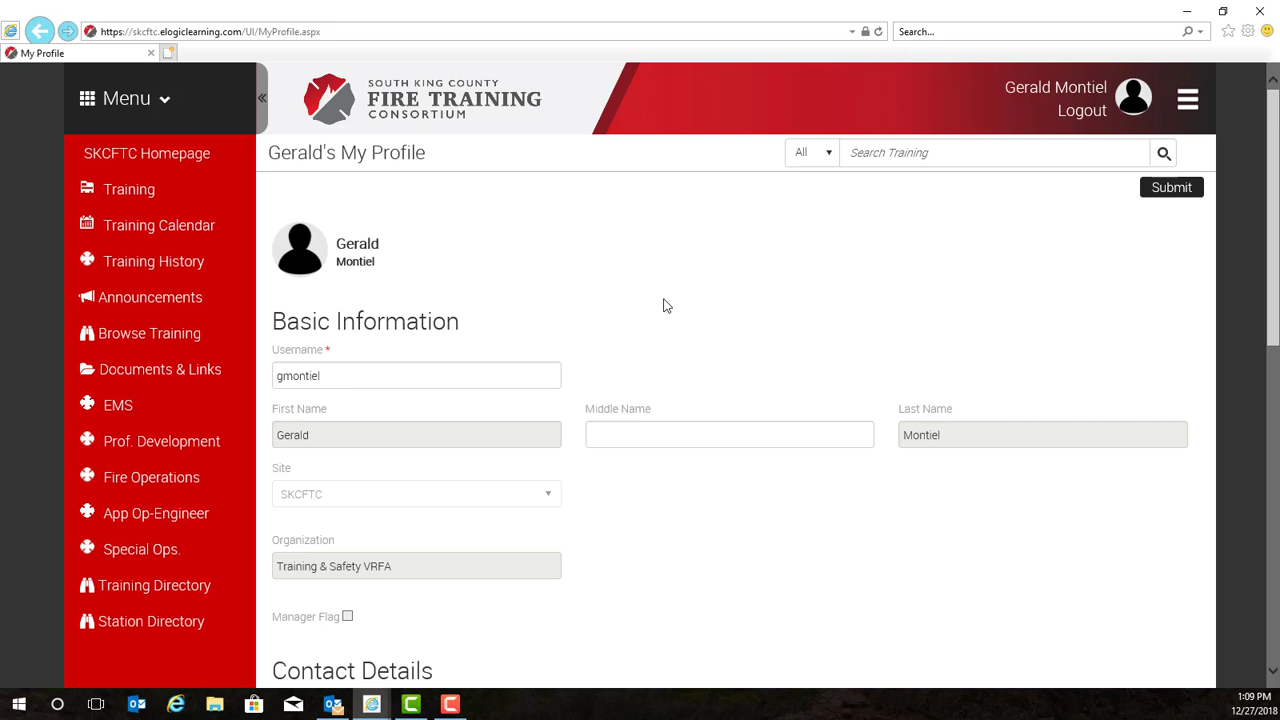 https://skcftc.elogiclearning.com/UI/MyProfile.aspx
Search...
My Profile
Menu
SOUTH KING COUNTY
FIRE TRAINING
CONSORTIUM
Gerald Montiel
Logout
SKCFTC Homepage
Training
Training Calendar
Training History
Announcements
Browse Training
Documents & Links
EMS
Prof. Development
Fire Operations
App Op-Engineer
Special Ops.
Training Directory
Station Directory
Gerald's My Profile
All
Search Training
Submit
Gerald
Montiel
Basic Information
Username *
gmontiel
First Name
Middle Name
Last Name
Gerald
Montiel
Site
SKCFTC
Organization
Training & Safety VRFA
Manager Flag
Contact Details
1:09 PM
12/27/2018